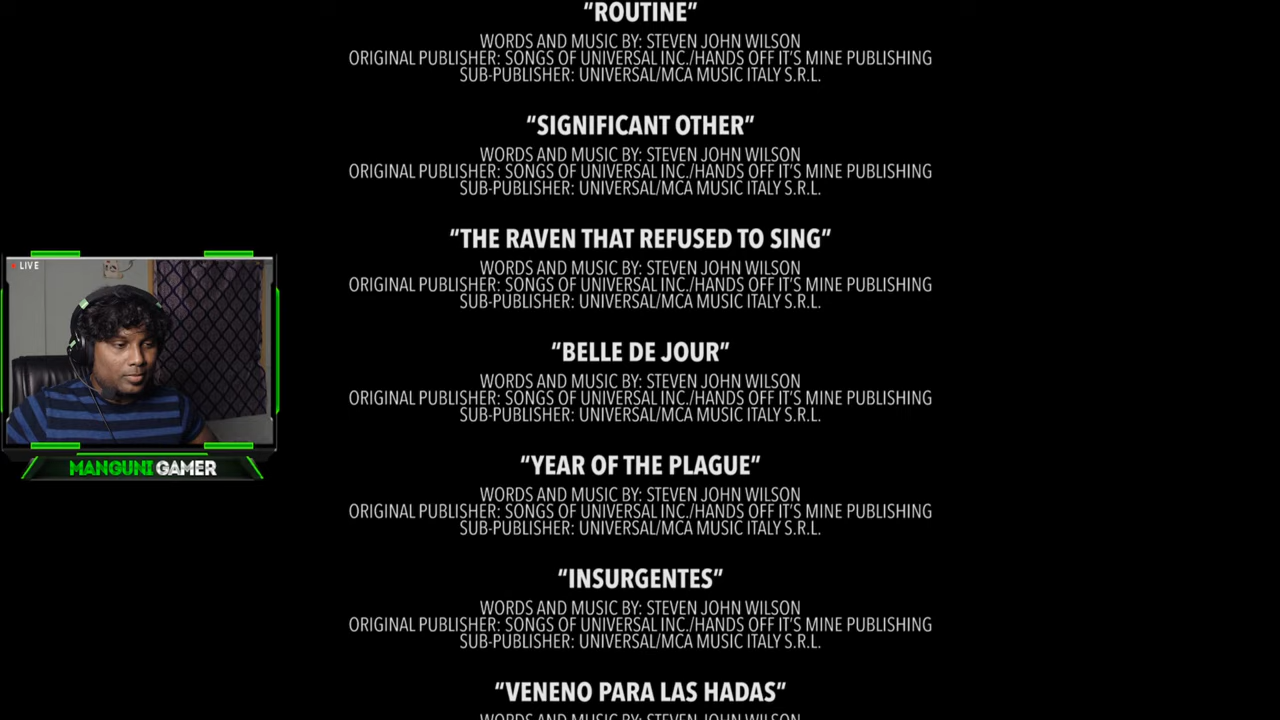 “ROUTINE”
WORDS AND MUSIC BY: STEVEN JOHN WILSON
ORIGINAL PUBLISHER: SONGS OF UNIVERSAL INC./HANDS OFF IT’S MINE PUBLISHING
SUB-PUBLISHER: UNIVERSAL/MCA MUSIC ITALY S.R.L.
“SIGNIFICANT OTHER”
WORDS AND MUSIC BY: STEVEN JOHN WILSON
ORIGINAL PUBLISHER: SONGS OF UNIVERSAL INC./HANDS OFF IT’S MINE PUBLISHING
SUB-PUBLISHER: UNIVERSAL/MCA MUSIC ITALY S.R.L.
“THE RAVEN THAT REFUSED TO SING”
WORDS AND MUSIC BY: STEVEN JOHN WILSON
ORIGINAL PUBLISHER: SONGS OF UNIVERSAL INC./HANDS OFF IT’S MINE PUBLISHING
SUB-PUBLISHER: UNIVERSAL/MCA MUSIC ITALY S.R.L.
“BELLE DE JOUR”
WORDS AND MUSIC BY: STEVEN JOHN WILSON
ORIGINAL PUBLISHER: SONGS OF UNIVERSAL INC./HANDS OFF IT’S MINE PUBLISHING
SUB-PUBLISHER: UNIVERSAL/MCA MUSIC ITALY S.R.L.
“YEAR OF THE PLAGUE”
WORDS AND MUSIC BY: STEVEN JOHN WILSON
ORIGINAL PUBLISHER: SONGS OF UNIVERSAL INC./HANDS OFF IT’S MINE PUBLISHING
SUB-PUBLISHER: UNIVERSAL/MCA MUSIC ITALY S.R.L.
“INSURGENTES”
WORDS AND MUSIC BY: STEVEN JOHN WILSON
ORIGINAL PUBLISHER: SONGS OF UNIVERSAL INC./HANDS OFF IT’S MINE PUBLISHING
SUB-PUBLISHER: UNIVERSAL/MCA MUSIC ITALY S.R.L.
“VENENO PARA LAS HADAS”
WORDS AND MUSIC BY: STEVEN JOHN WILSON
LIVE
MANGUNI GAMER